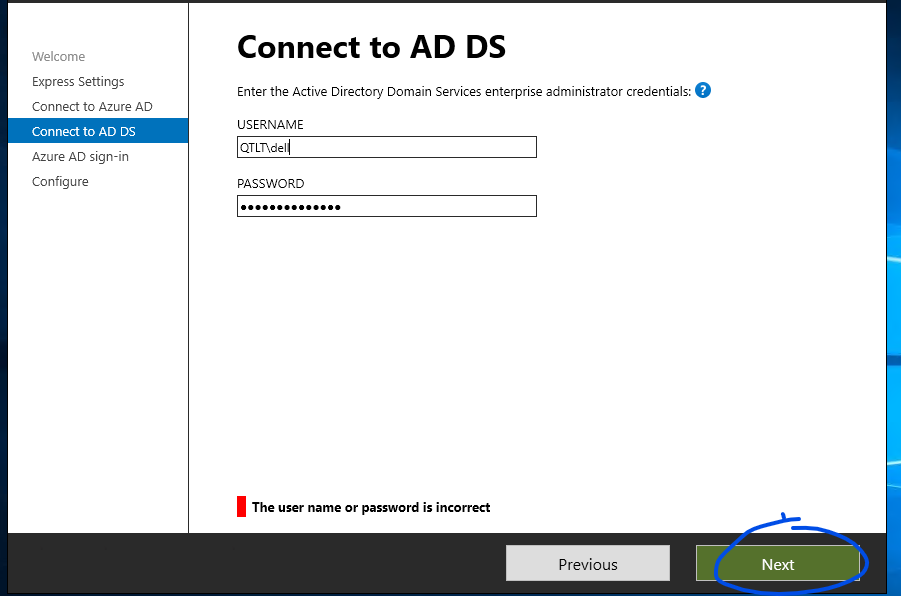 Connect to AD DS
Welcome
Express Settings
Connect to Azure AD
Connect to AD DS
Azure AD sign-in
Configure
Enter the Active Directory Domain Services enterprise administrator credentials: ?
USERNAME
QTLT\dell
PASSWORD
●●●●●●●●●●●●●●
The user name or password is incorrect
Previous
Next